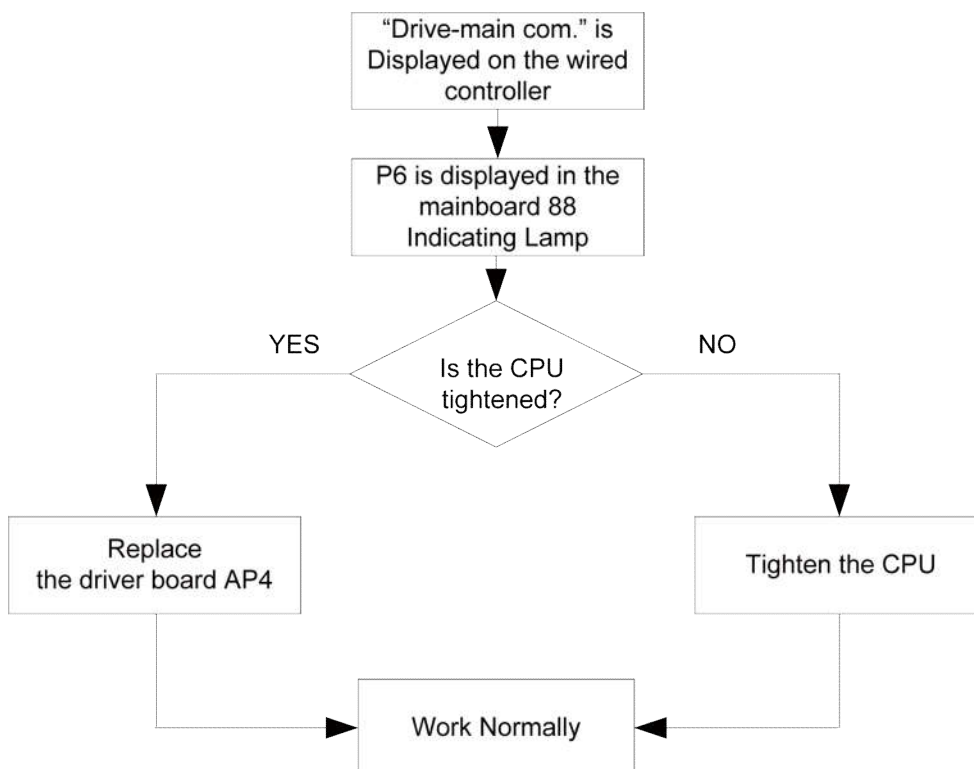 “Drive-main com.” is
Displayed on the wired
controller
P6 is displayed in the
mainboard 88
Indicating Lamp
YES
NO
Is the CPU
tightened?
Replace
the driver board AP4
Tighten the CPU
Work Normally